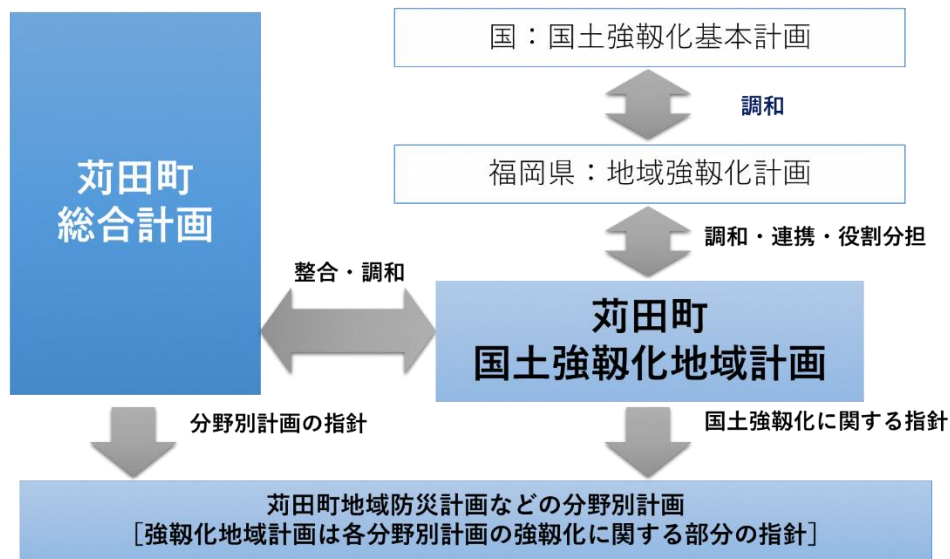 国：国土強靱化基本計画
調和
福岡県：地域強靱化計画
調和・連携・役割分担
苅田町
総合計画
整合・調和
苅田町
国土強靱化地域計画
分野別計画の指針
国土強靱化に関する指針
苅田町地域防災計画などの分野別計画
［強靱化地域計画は各分野別計画の強靱化に関する部分の指針］